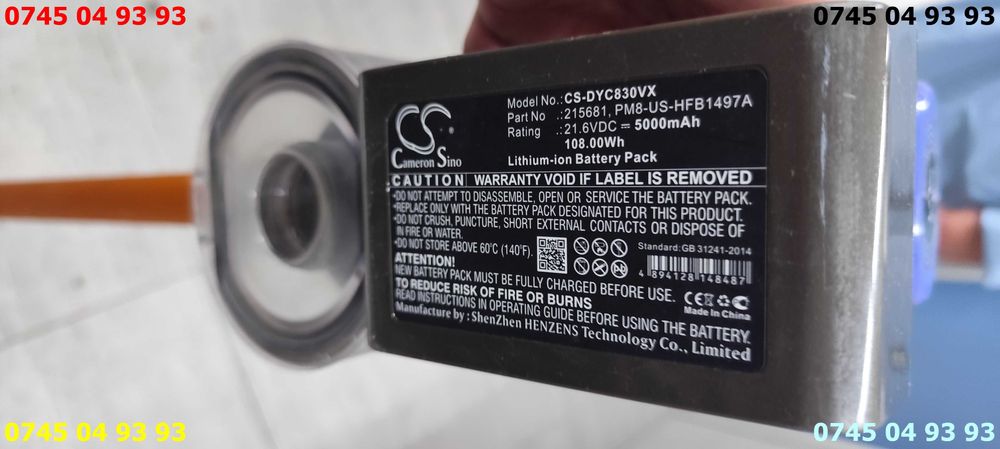 0745 04 93 93
0745 04 93 93
CS
Cameron Sino
Model No.:CS-DYC830VX
Part No .:215681, PM8-US-HFB1497A
Rating .:21.6VDC ⎓ 5000mAh
108.00Wh
Lithium-ion Battery Pack
CAUTION WARRANTY VOID IF LABEL IS REMOVED
•DO NOT ATTEMPT TO DISASSEMBLE, OPEN OR SERVICE THE BATTERY PACK.
•REPLACE ONLY WITH THE BATTERY PACK DESIGNATED FOR THIS PRODUCT.
•DO NOT CRUSH, PUNCTURE, SHORT EXTERNAL CONTACTS OR DISPOSE OF
IN FIRE OR WATER.
•DO NOT STORE ABOVE 60°C (140°F).
Standard:GB 31241-2014
4 894128 148487
ATTENTION!
NEW BATTERY PACK MUST BE FULLY CHARGED BEFORE USE.
TO REDUCE RISK OF FIRE OR BURNS
READ INSTRUCTIONS IN OPERATING GUIDE BEFORE USING THE BATTERY.
CE
Made In China
Manufacture by : ShenZhen HENZENS Technology Co., Limited
0745 04 93 93
0745 04 93 93